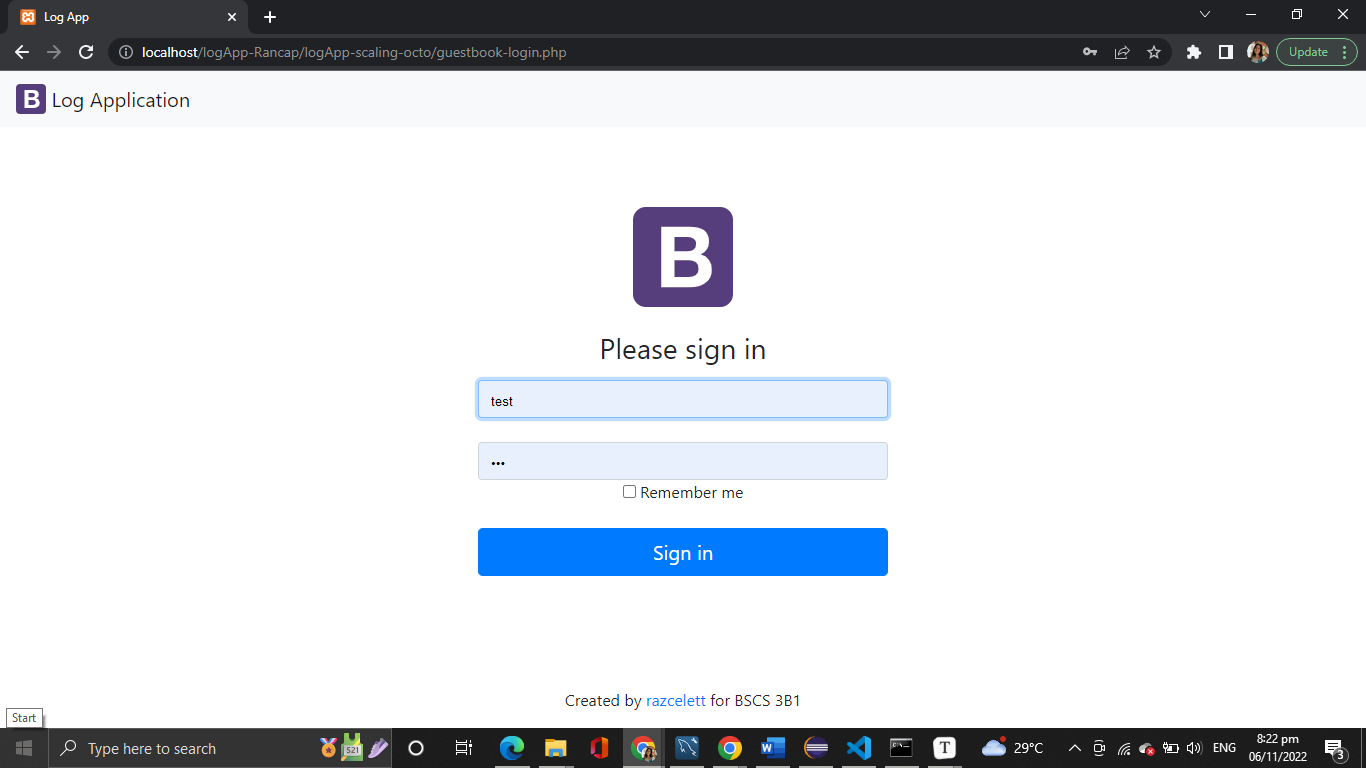 Log App
localhost/logApp-Rancap/logApp-scaling-octo/guestbook-login.php
Update
B Log Application
B
Please sign in
test
•••
Remember me
Sign in
Created by razcelett for BSCS 3B1
Start
Type here to search
521
W
T
29°C
ENG
8:22 pm
06/11/2022
3